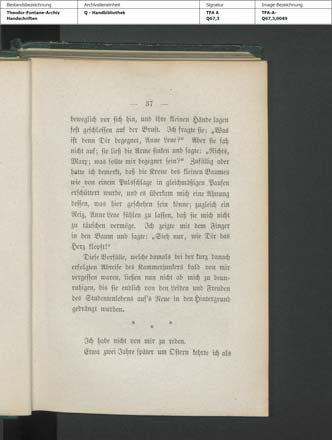 Bestandsbezeichnung
Archivalieneinheit
Signatur
Image-Bezeichnung
Theodor-Fontane-Archiv
Handschriften
Q - Handbibliothek
TFA A
Q67,3
TFA-A-
Q67,3,0049
— 37 —
beweglich vor sich hin, und ihre kleinen Hände lagen
fest geschlossen auf der Brust. Ich fragte sie: „Was
ist denn Dir begegnet, Anne Lene?“ Aber sie sah
nicht auf; sie ließ die Arme sinken und sagte: „Nichts,
Marx; was sollte mir begegnet sein?“ Zufällig aber
hatte ich bemerkt, daß die Krone des kleinen Baumes
wie von einem Pulsschlage in gleichmäßigen Pausen
erschüttert wurde, und es überkam mich eine Ahnung
dessen, was hier geschehen sein könne; zugleich ein
Reiz, Anne Lene fühlen zu lassen, daß sie mich nicht
zu täuschen vermöge. Ich zeigte mit dem Finger
in den Baum und sagte: „Sieh nur, wie Dir das
Herz klopft!“
Diese Vorfälle, welche damals bei der kurz danach
erfolgten Abreise des Kammerjunkers bald von mir
vergessen waren, ließen nun nicht ab mich zu beun-
ruhigen, bis sie endlich von den Leiden und Freuden
des Studentenlebens auf's Neue in den Hintergrund
gedrängt wurden.
* * *
Ich habe nicht von mir zu reden.
Etwa zwei Jahre später um Ostern kehrte ich als